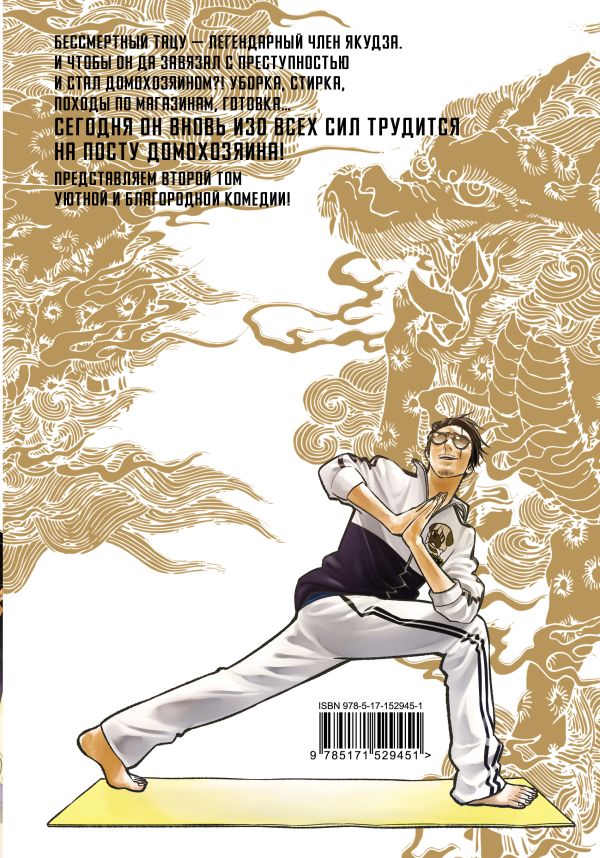 БЕССМЕРТНЫЙ ТАЦУ — ЛЕГЕНДАРНЫЙ ЧЛЕН ЯКУДЗА.
И ЧТОБЫ ОН ДА ЗАВЯЗАЛ С ПРЕСТУПНОСТЬЮ
И СТАЛ ДОМОХОЗЯИНОМ?! УБОРКА, СТИРКА,
ПОХОДЫ ПО МАГАЗИНАМ, ГОТОВКА...
СЕГОДНЯ ОН ВНОВЬ ИЗО ВСЕХ СИЛ ТРУДИТСЯ
НА ПОСТУ ДОМОХОЗЯИНА!
ПРЕДСТАВЛЯЕМ ВТОРОЙ ТОМ
УЮТНОЙ И БЛАГОРОДНОЙ КОМЕДИИ!
ISBN 978-5-17-152945-1
9 785171 529451 >